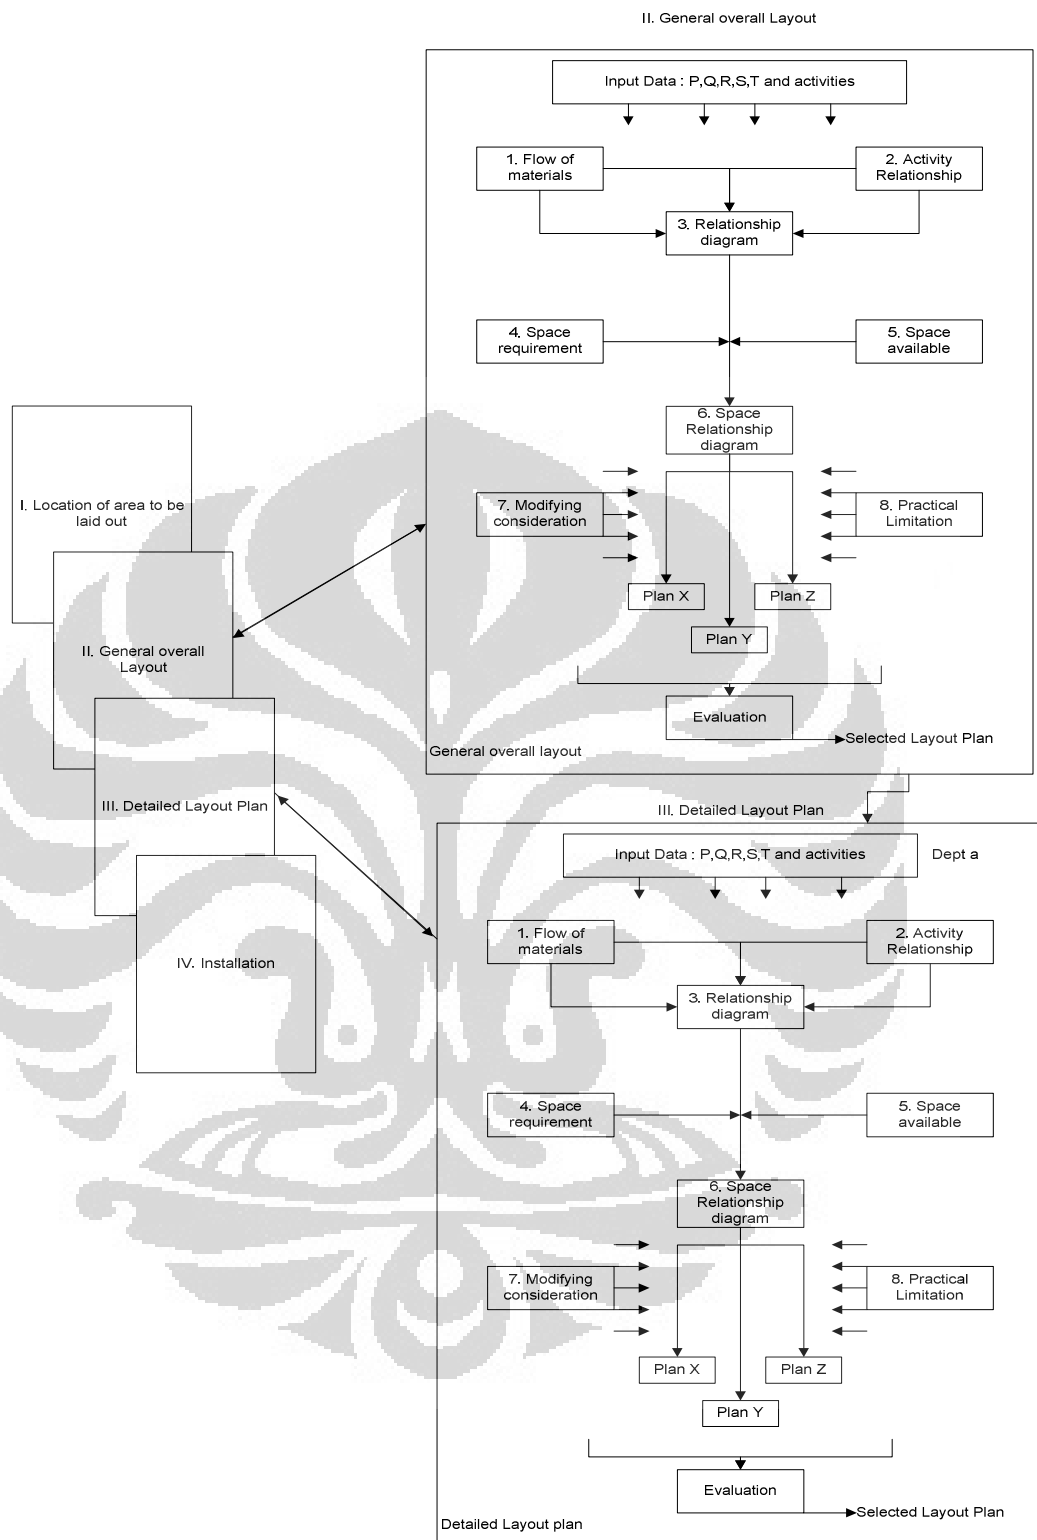 II. General overall Layout
Input Data : P,Q,R,S,T and activities
1. Flow of
materials
2. Activity
Relationship
3. Relationship
diagram
4. Space
requirement
5. Space
available
6. Space
Relationship
diagram
7. Modifying
consideration
8. Practical
Limitation
Plan X
Plan Z
Plan Y
Evaluation
Selected Layout Plan
General overall layout
I. Location of area to be
laid out
II. General overall
Layout
III. Detailed Layout Plan
IV. Installation
III. Detailed Layout Plan
Input Data : P,Q,R,S,T and activities
Dept a
1. Flow of
materials
2. Activity
Relationship
3. Relationship
diagram
4. Space
requirement
5. Space
available
6. Space
Relationship
diagram
7. Modifying
consideration
8. Practical
Limitation
Plan X
Plan Z
Plan Y
Evaluation
Selected Layout Plan
Detailed Layout plan